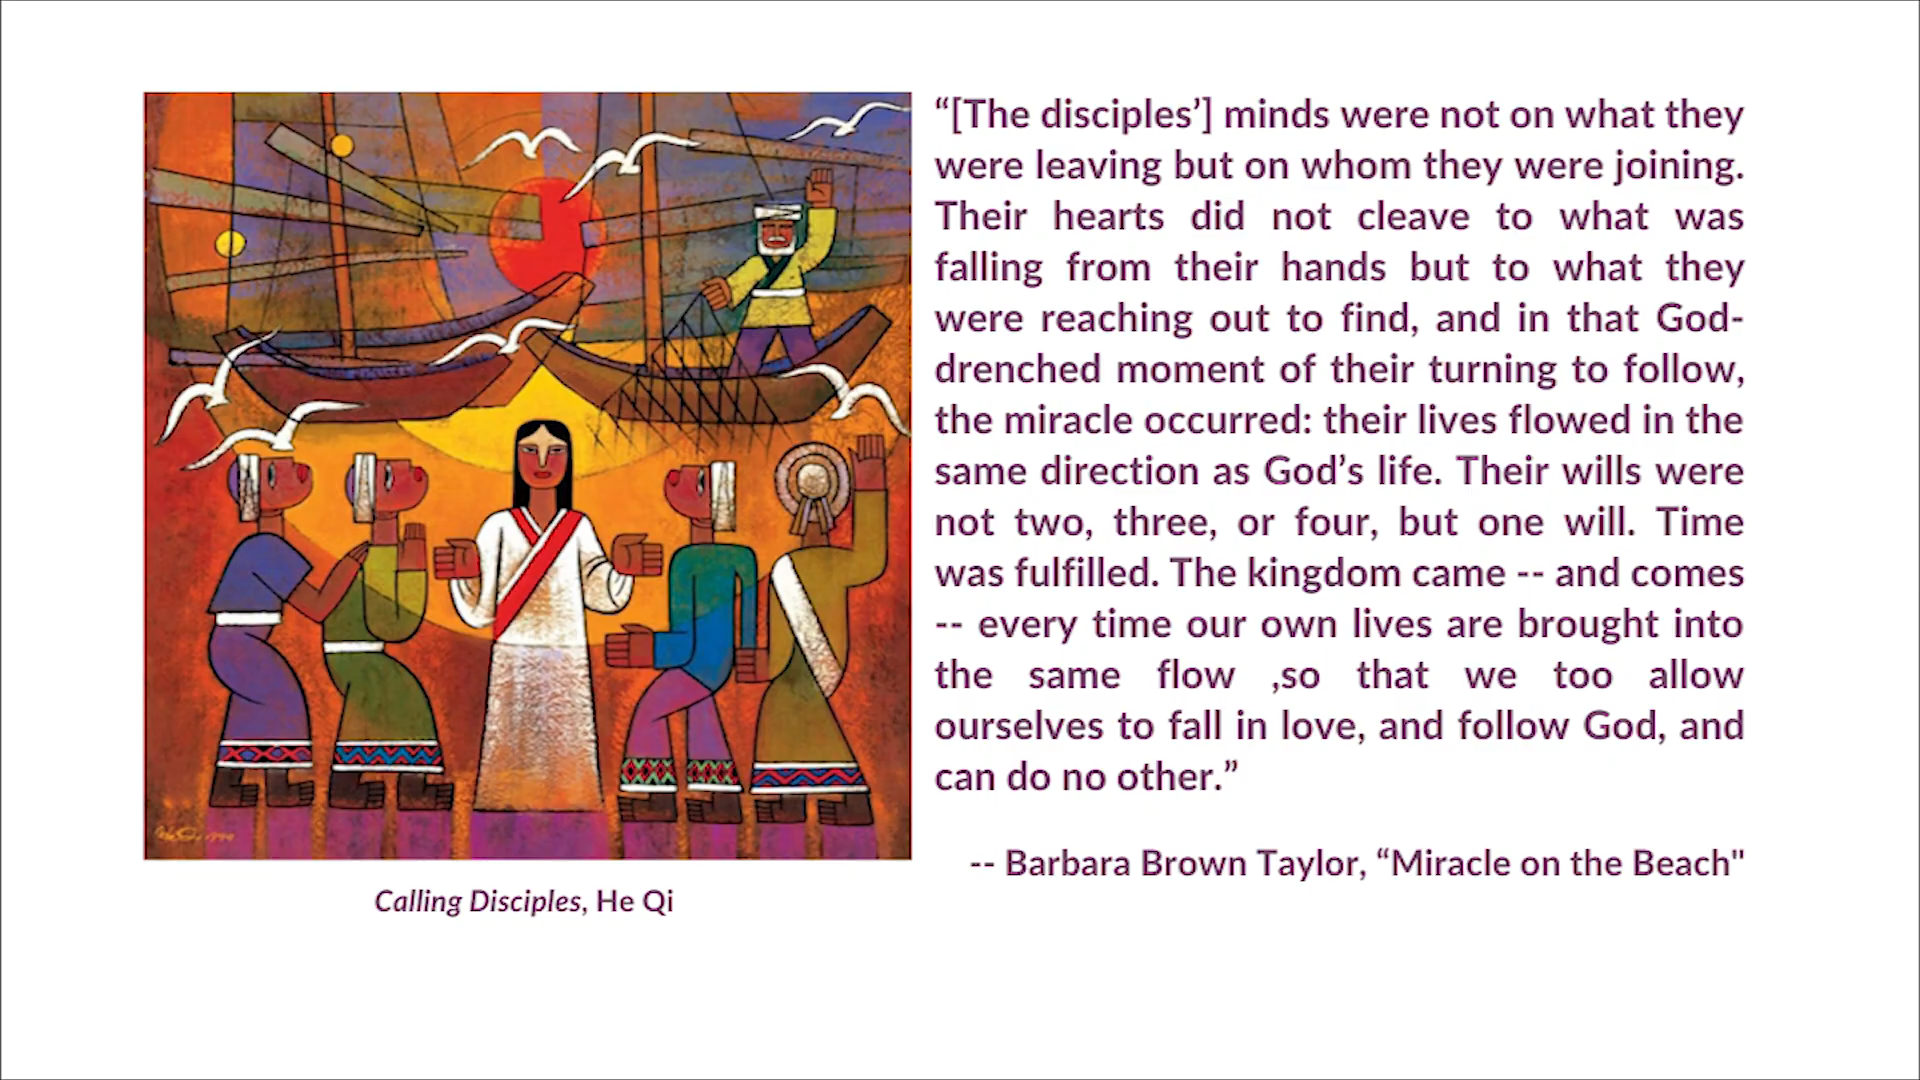 “[The disciples’] minds were not on what they
were leaving but on whom they were joining.
Their hearts did not cleave to what was
falling from their hands but to what they
were reaching out to find, and in that God-
drenched moment of their turning to follow,
the miracle occurred: their lives flowed in the
same direction as God’s life. Their wills were
not two, three, or four, but one will. Time
was fulfilled. The kingdom came -- and comes
-- every time our own lives are brought into
the same flow ,so that we too allow
ourselves to fall in love, and follow God, and
can do no other.”
-- Barbara Brown Taylor, “Miracle on the Beach"
Calling Disciples, He Qi